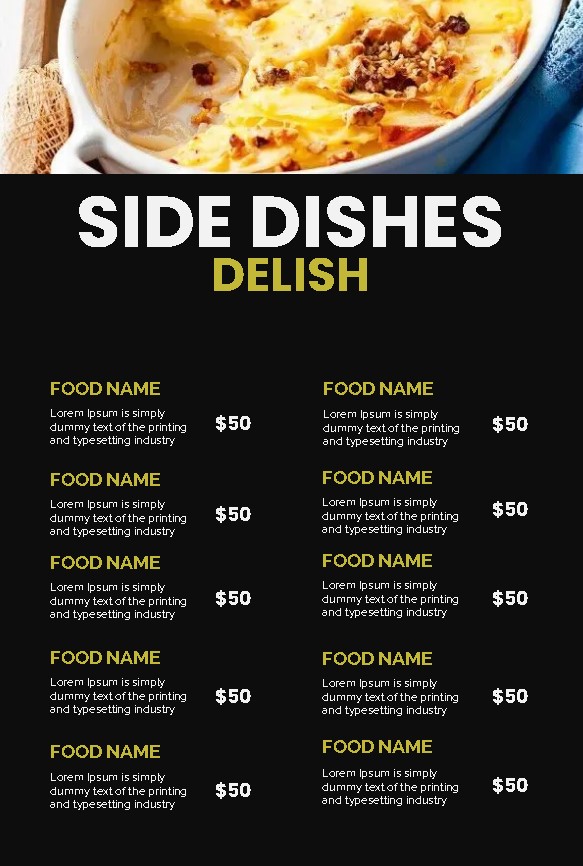 SIDE DISHES
DELISH
FOOD NAME
Lorem Ipsum is simply
dummy text of the printing
and typesetting industry
$50
FOOD NAME
Lorem Ipsum is simply
dummy text of the printing
and typesetting industry
$50
FOOD NAME
Lorem Ipsum is simply
dummy text of the printing
and typesetting industry
$50
FOOD NAME
Lorem Ipsum is simply
dummy text of the printing
and typesetting industry
$50
FOOD NAME
Lorem Ipsum is simply
dummy text of the printing
and typesetting industry
$50
FOOD NAME
Lorem Ipsum is simply
dummy text of the printing
and typesetting industry
$50
FOOD NAME
Lorem Ipsum is simply
dummy text of the printing
and typesetting industry
$50
FOOD NAME
Lorem Ipsum is simply
dummy text of the printing
and typesetting industry
$50
FOOD NAME
Lorem Ipsum is simply
dummy text of the printing
and typesetting industry
$50
FOOD NAME
Lorem Ipsum is simply
dummy text of the printing
and typesetting industry
$50